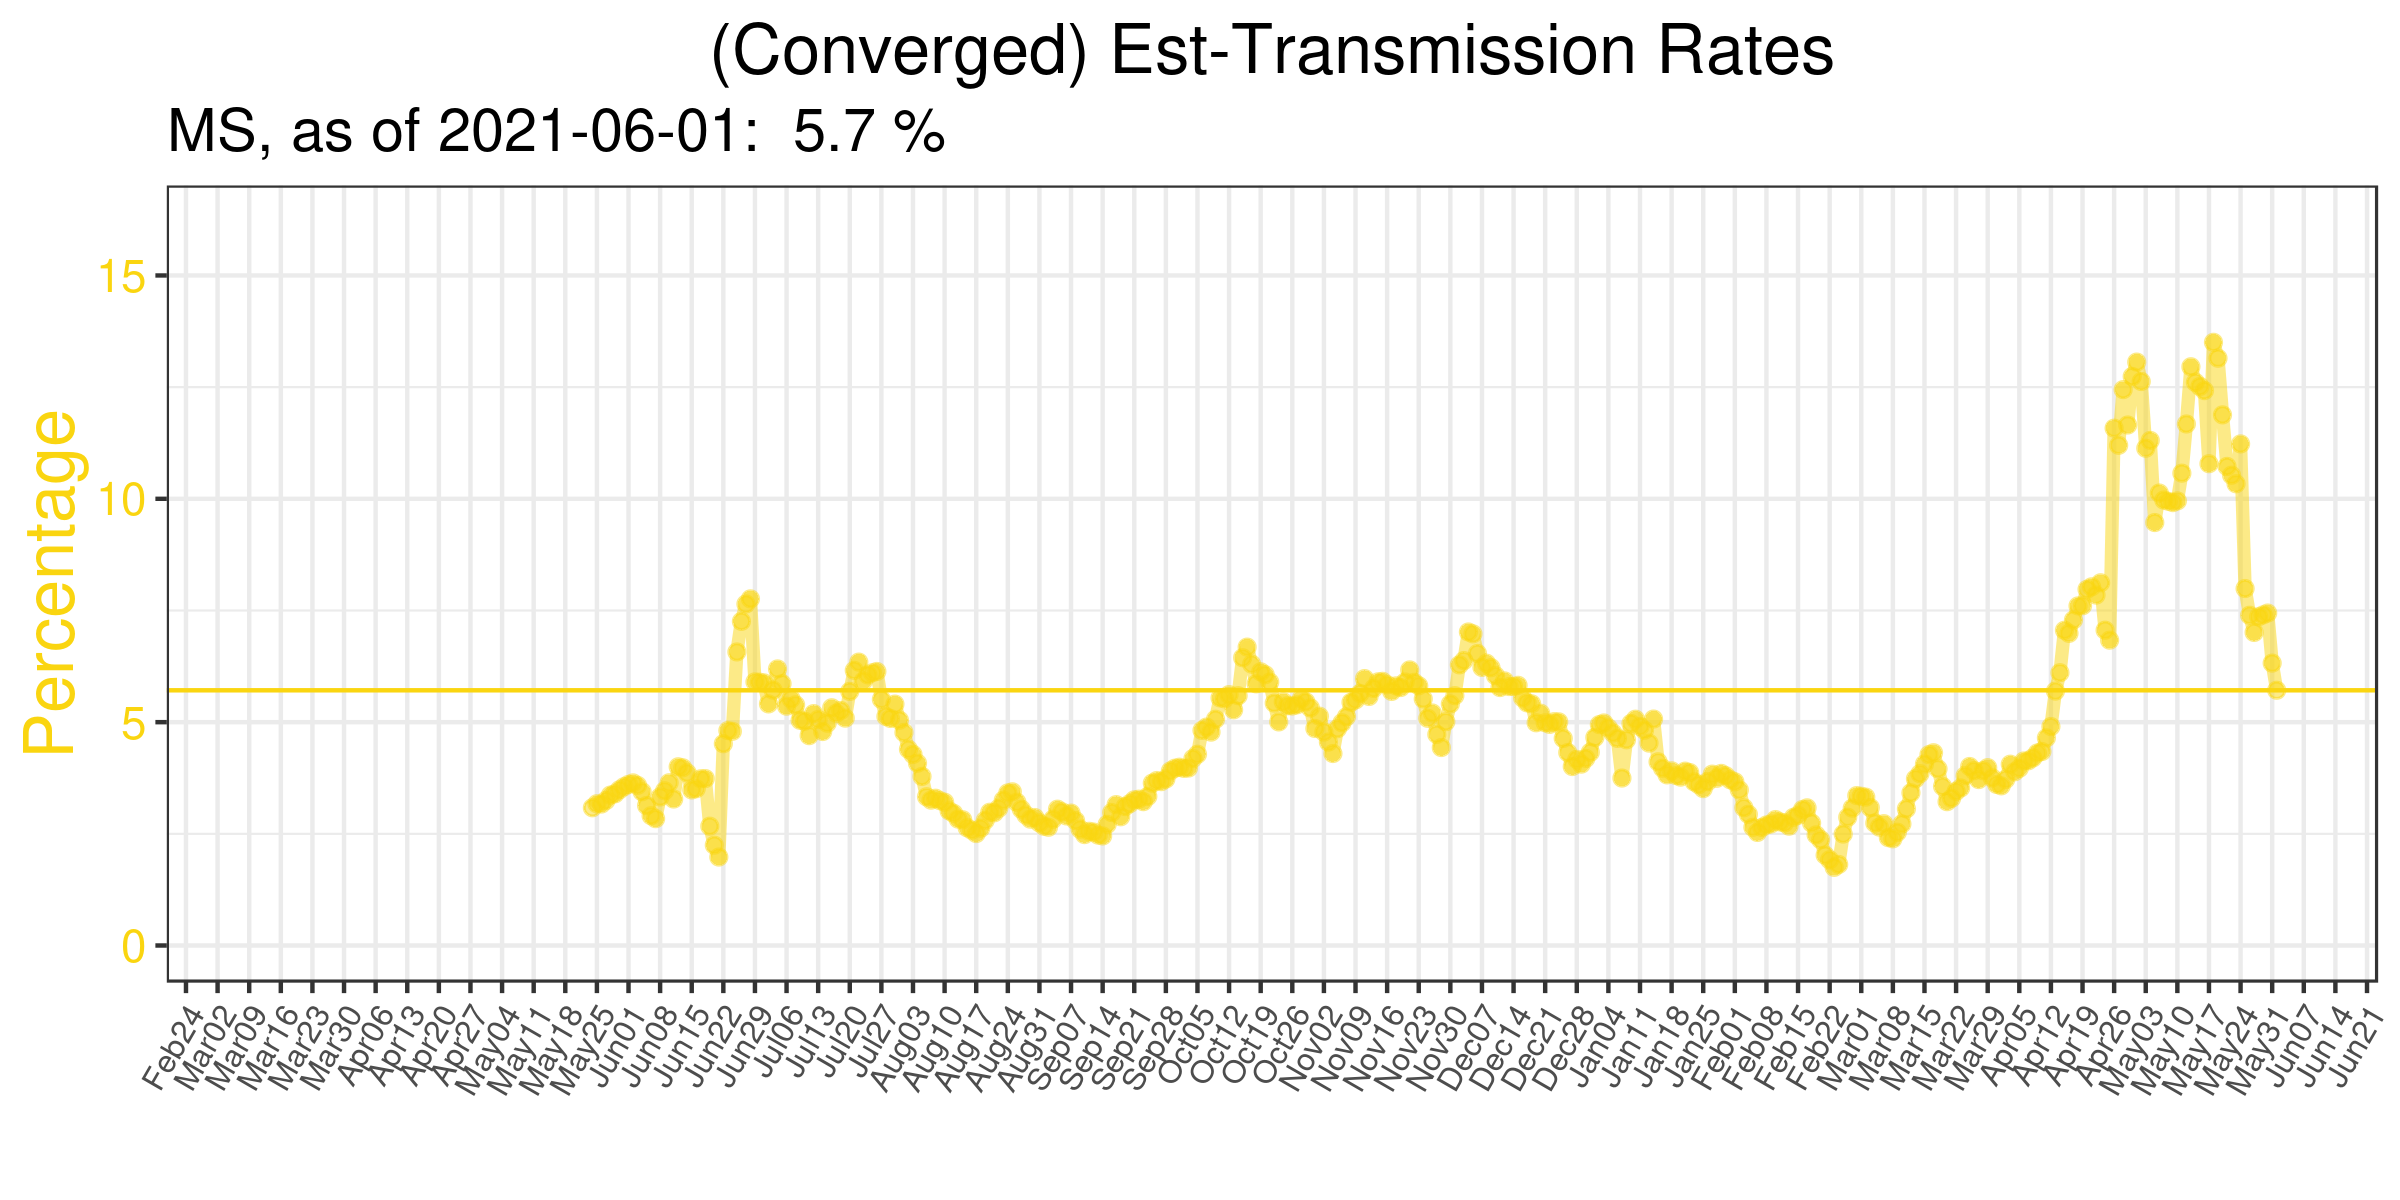 (Converged) Est-Transmission Rates
MS, as of 2021-06-01:  5.7 %
Percentage
15
10
5
0
Feb24
Mar02
Mar09
Mar16
Mar23
Mar30
Apr06
Apr13
Apr20
Apr27
May04
May11
May18
May25
Jun01
Jun08
Jun15
Jun22
Jun29
Jul06
Jul13
Jul20
Jul27
Aug03
Aug10
Aug17
Aug24
Aug31
Sep07
Sep14
Sep21
Sep28
Oct05
Oct12
Oct19
Oct26
Nov02
Nov09
Nov16
Nov23
Nov30
Dec07
Dec14
Dec21
Dec28
Jan04
Jan11
Jan18
Jan25
Feb01
Feb08
Feb15
Feb22
Mar01
Mar08
Mar15
Mar22
Mar29
Apr05
Apr12
Apr19
Apr26
May03
May10
May17
May24
May31
Jun07
Jun14
Jun21